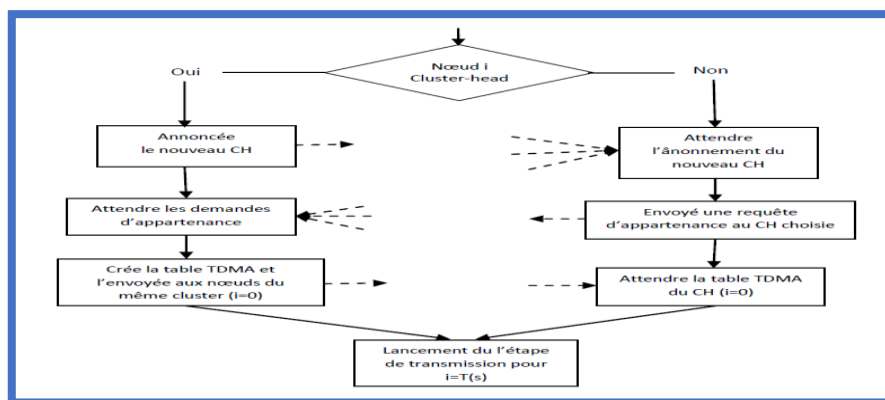 Nœud i
Cluster-head
Oui
Non
Annoncée
le nouveau CH
Attendre
l'ânonnement du
nouveau CH
Attendre les demandes
d'appartenance
Envoyé une requête
d'appartenance au CH choisie
Crée la table TDMA et
l'envoyée aux nœuds du
même cluster (i=0)
Attendre la table TDMA
du CH (i=0)
Lancement du l'étape
de transmission pour
i=T(s)